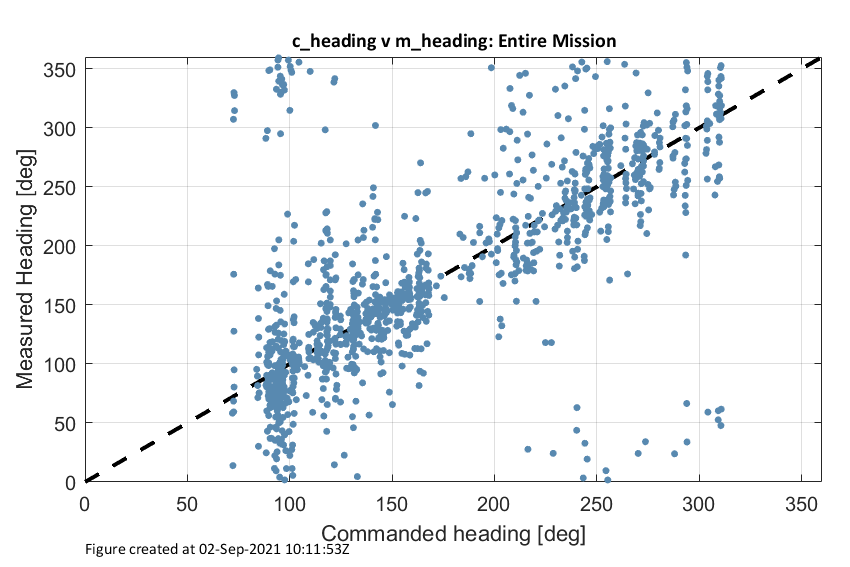 c_heading v m_heading: Entire Mission
Measured Heading [deg]
350
300
250
200
150
100
50
0
0 50 100 150 200 250 300 350
Commanded heading [deg]
Figure created at 02-Sep-2021 10:11:53Z